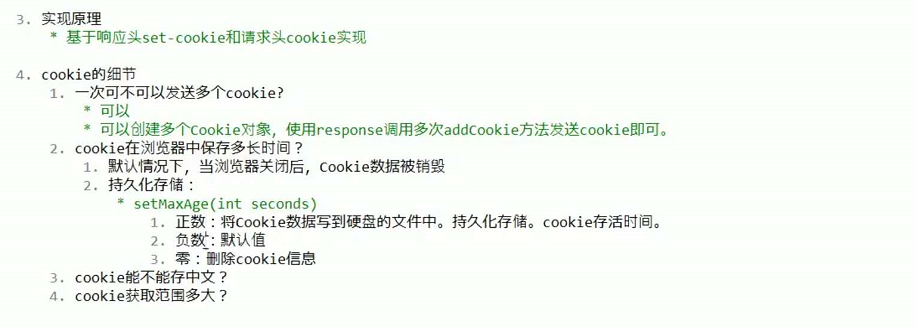 3. 实现原理
* 基于响应头set-cookie和请求头cookie实现
4. cookie的细节
1. 一次可不可以发送多个cookie?
* 可以
* 可以创建多个Cookie对象，使用response调用多次addCookie方法发送cookie即可。
2. cookie在浏览器中保存多长时间？
1. 默认情况下，当浏览器关闭后，Cookie数据被销毁
2. 持久化存储：
* setMaxAge(int seconds)
1. 正数：将Cookie数据写到硬盘的文件中。持久化存储。cookie存活时间。
2. 负数：默认值
3. 零：删除cookie信息
3. cookie能不能存中文？
4. cookie获取范围多大？